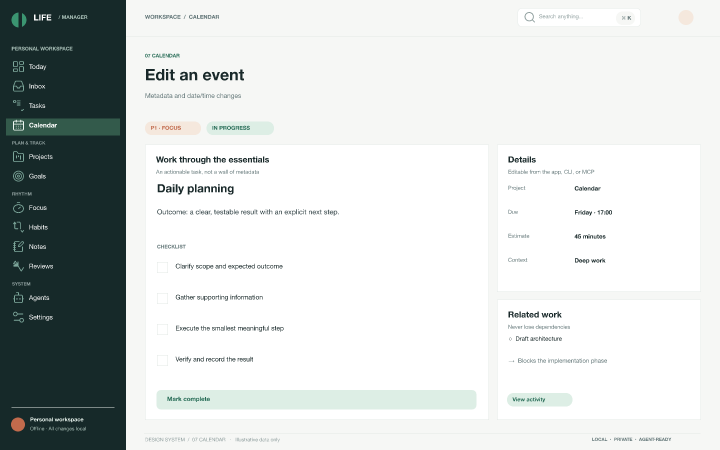 LIFE / MANAGER
PERSONAL WORKSPACE
Today
Inbox
Tasks
Calendar
PLAN & TRACK
Projects
Goals
RHYTHM
Focus
Habits
Notes
Reviews
SYSTEM
Agents
Settings
Personal workspace
Offline · All changes local
WORKSPACE / CALENDAR
Search anything...
⌘ K
07 CALENDAR
Edit an event
Metadata and date/time changes
P1 · FOCUS
IN PROGRESS
Work through the essentials
An actionable task, not a wall of metadata
Daily planning
Outcome: a clear, testable result with an explicit next step.
CHECKLIST
Clarify scope and expected outcome
Gather supporting information
Execute the smallest meaningful step
Verify and record the result
Mark complete
Details
Editable from the app, CLI, or MCP
Project Calendar
Due Friday · 17:00
Estimate 45 minutes
Context Deep work
Related work
Never lose dependencies
○ Draft architecture
→ Blocks the implementation phase
View activity
DESIGN SYSTEM / 07 CALENDAR · Illustrative data only
LOCAL · PRIVATE · AGENT-READY